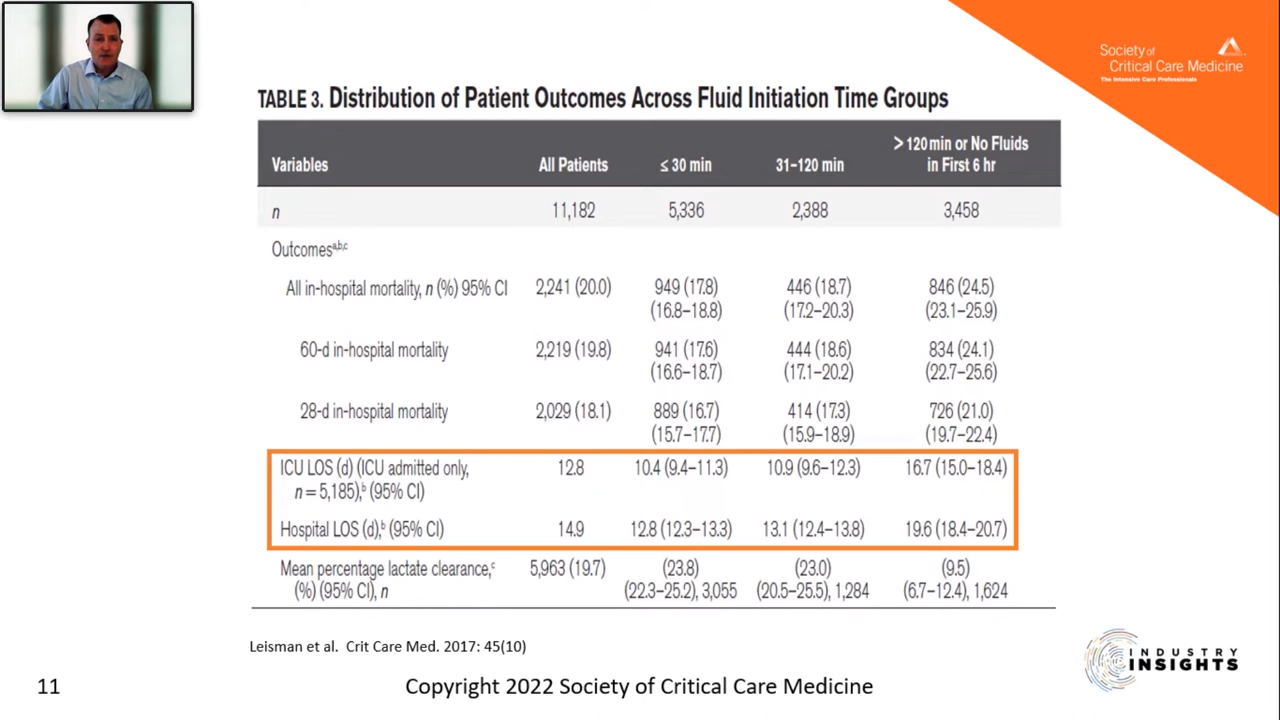 Society of
Critical Care Medicine
The Intensive Care Professionals
TABLE 3. Distribution of Patient Outcomes Across Fluid Initiation Time Groups
Variables All Patients ≤ 30 min 31–120 min > 120 min or No Fluids
in First 6 hr
n 11,182 5,336 2,388 3,458
Outcomesa,b,c
All in-hospital mortality, n (%) 95% CI 2,241 (20.0) 949 (17.8) 446 (18.7) 846 (24.5)
(16.8–18.8) (17.2–20.3) (23.1–25.9)
60-d in-hospital mortality 2,219 (19.8) 941 (17.6) 444 (18.6) 834 (24.1)
(16.6–18.7) (17.1–20.2) (22.7–25.6)
28-d in-hospital mortality 2,029 (18.1) 889 (16.7) 414 (17.3) 726 (21.0)
(15.7–17.7) (15.9–18.9) (19.7–22.4)
ICU LOS (d) (ICU admitted only, 12.8 10.4 (9.4–11.3) 10.9 (9.6–12.3) 16.7 (15.0–18.4)
n = 5,185),b (95% CI)
Hospital LOS (d),b (95% CI) 14.9 12.8 (12.3–13.3) 13.1 (12.4–13.8) 19.6 (18.4–20.7)
Mean percentage lactate clearance,c 5,963 (19.7) (23.8) (23.0) (9.5)
(%) (95% CI), n (22.3–25.2), 3,055 (20.5–25.5), 1,284 (6.7–12.4), 1,624
Leisman et al. Crit Care Med. 2017: 45(10)
INDUSTRY
INSIGHTS
11 Copyright 2022 Society of Critical Care Medicine